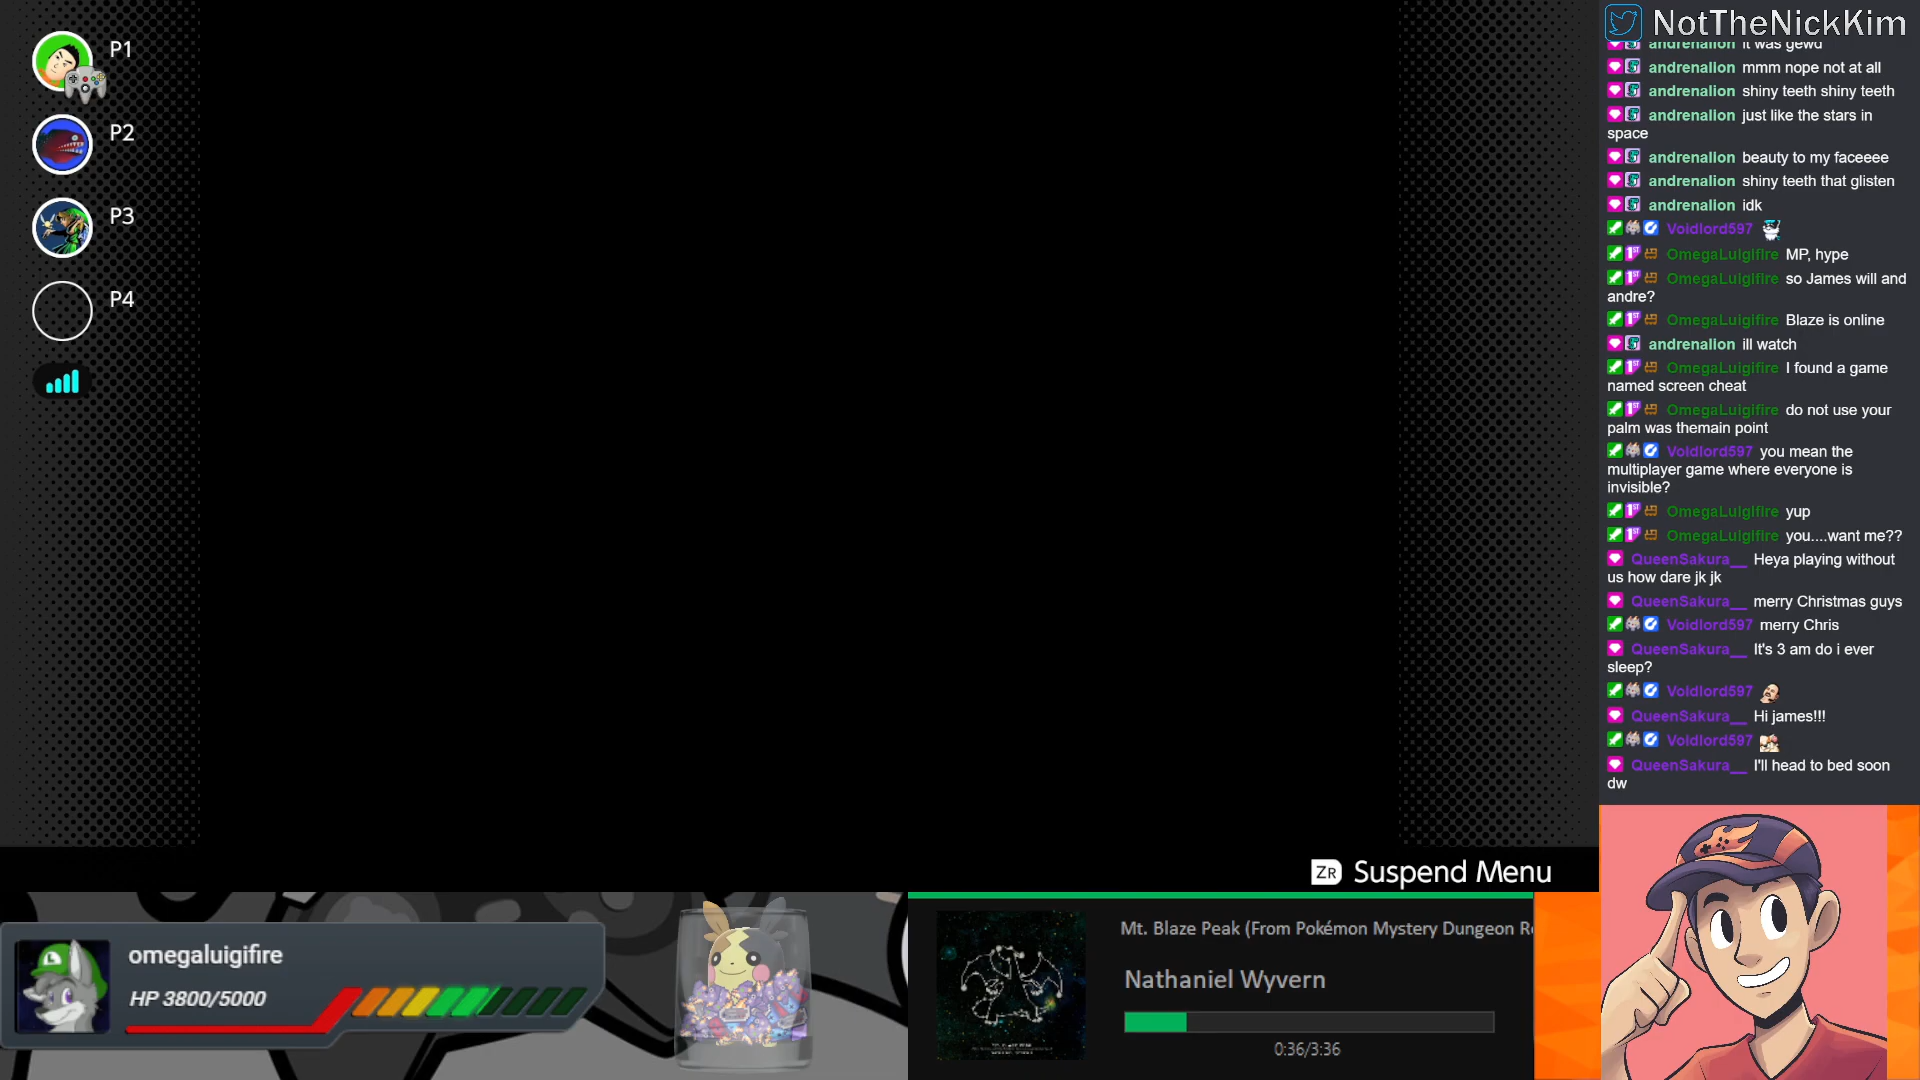 P1
P2
P3
P4
ZR Suspend Menu
NotTheNickKim
andrenalion it was gewd
andrenalion mmm nope not at all
andrenalion shiny teeth shiny teeth
andrenalion just like the stars in
space
andrenalion beauty to my faceeee
andrenalion shiny teeth that glisten
andrenalion idk
Voidlord597
OmegaLuigifire MP, hype
OmegaLuigifire so James will and
andre?
OmegaLuigifire Blaze is online
andrenalion ill watch
OmegaLuigifire I found a game
named screen cheat
OmegaLuigifire do not use your
palm was themain point
Voidlord597 you mean the
multiplayer game where everyone is
invisible?
OmegaLuigifire yup
OmegaLuigifire you....want me??
QueenSakura__ Heya playing without
us how dare jk jk
QueenSakura__ merry Christmas guys
Voidlord597 merry Chris
QueenSakura__ It's 3 am do i ever
sleep?
Voidlord597
QueenSakura__ Hi james!!!
Voidlord597
QueenSakura__ I'll head to bed soon
dw
omegaluigifire
HP 3800/5000
Mt. Blaze Peak (From Pokémon Mystery Dungeon R
Nathaniel Wyvern
0:36/3:36